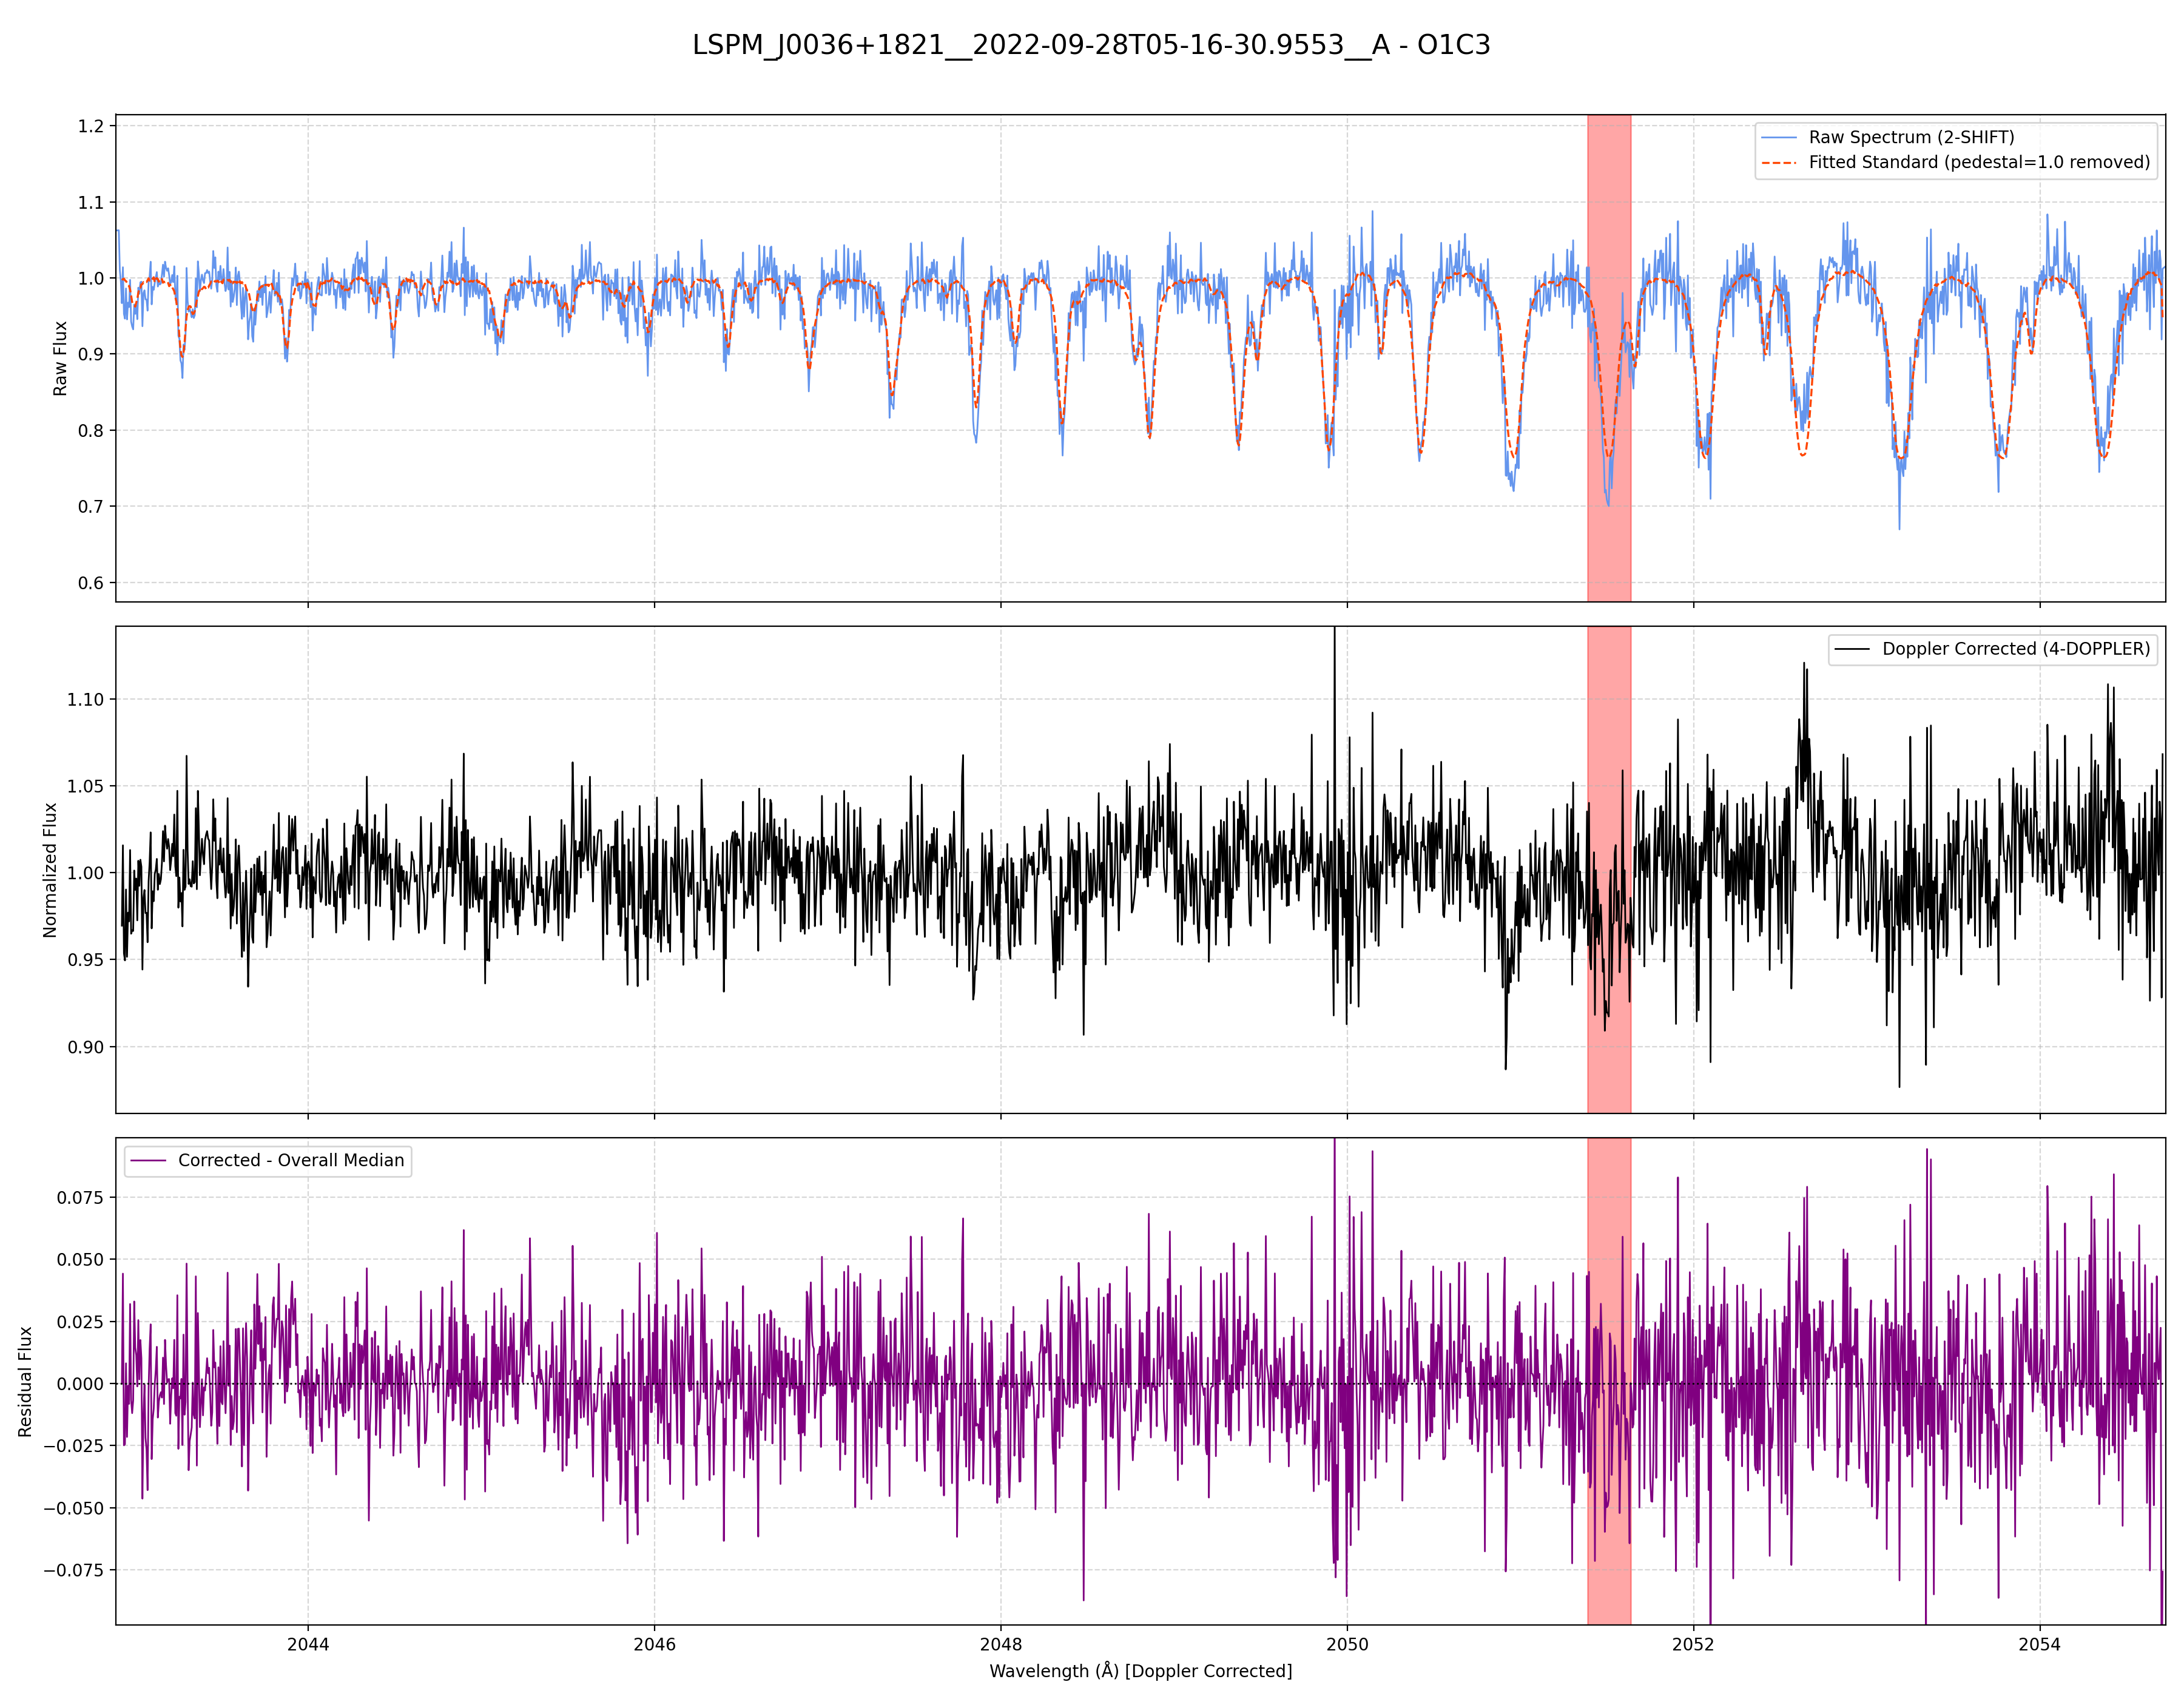 LSPM_J0036+1821__2022-09-28T05-16-30.9553__A - O1C3
1.2
1.1
1.0
0.9
0.8
0.7
0.6
Raw Flux
Raw Spectrum (2-SHIFT)
Fitted Standard (pedestal=1.0 removed)
1.10
1.05
1.00
0.95
0.90
Normalized Flux
Doppler Corrected (4-DOPPLER)
0.075
0.050
0.025
0.000
−0.025
−0.050
−0.075
Residual Flux
Corrected - Overall Median
2044
2046
2048
2050
2052
2054
Wavelength (Å) [Doppler Corrected]